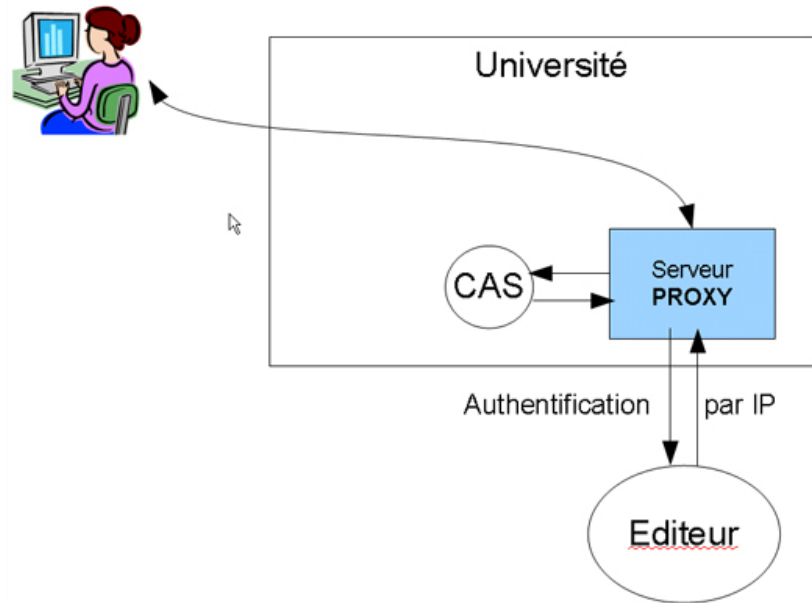 Université
CAS
Serveur
PROXY
Authentification par IP
Editeur